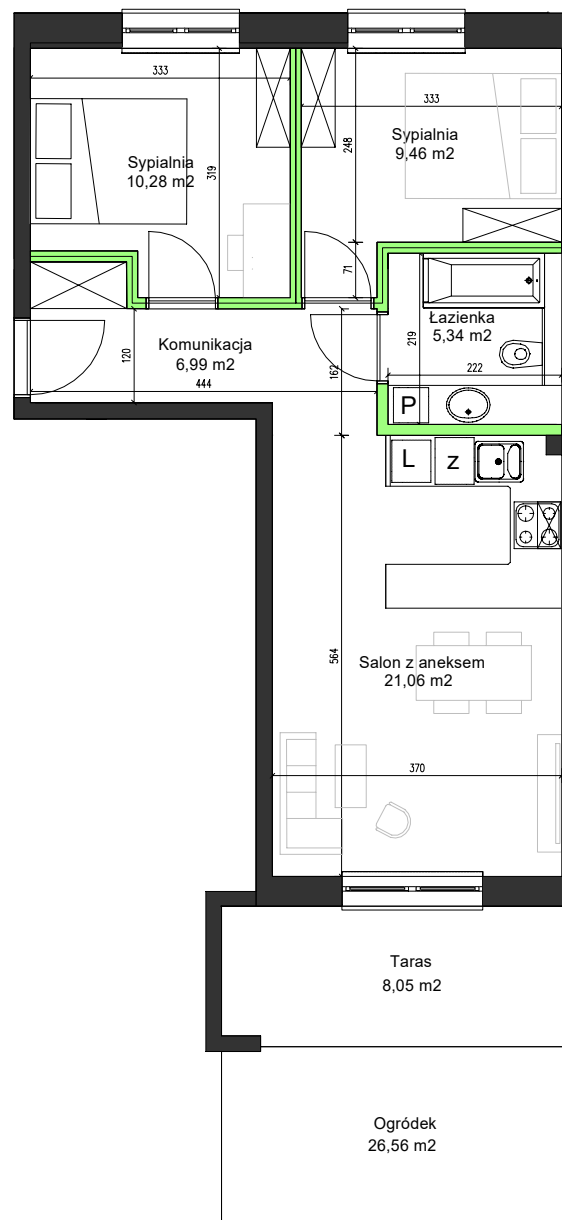 333
Sypialnia
10,28 m2
319
333
Sypialnia
9,46 m2
248
71
Łazienka
5,34 m2
219
222
Komunikacja
6,99 m2
120
444
162
P
L
z
564
Salon z aneksem
21,06 m2
370
Taras
8,05 m2
Ogródek
26,56 m2